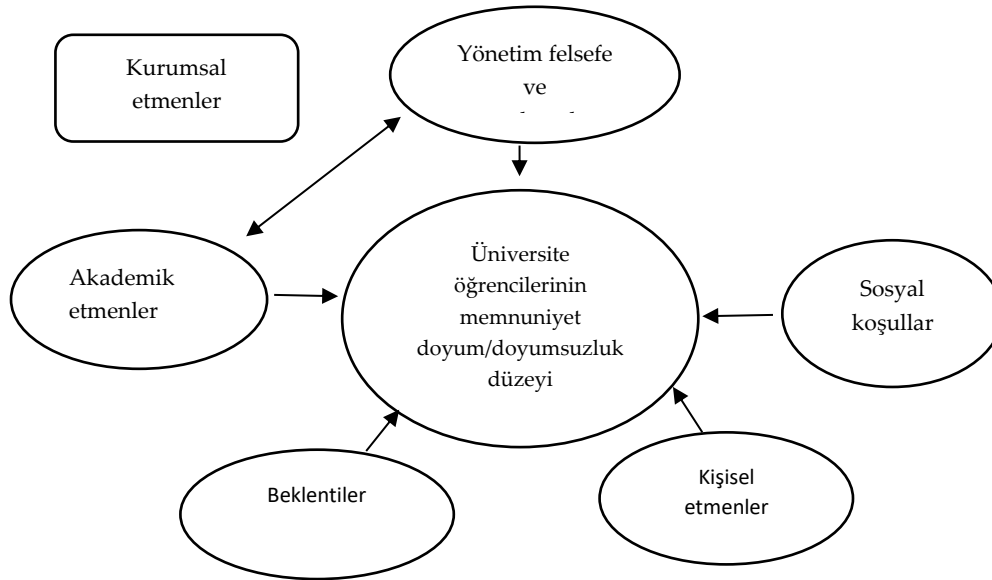 Kurumsal
etmenler
Yönetim felsefe
ve
Akademik
etmenler
Üniversite
öğrencilerinin
memnuniyet
doyum/doyumsuzluk
düzeyi
Sosyal
koşullar
Beklentiler
Kişisel
etmenler